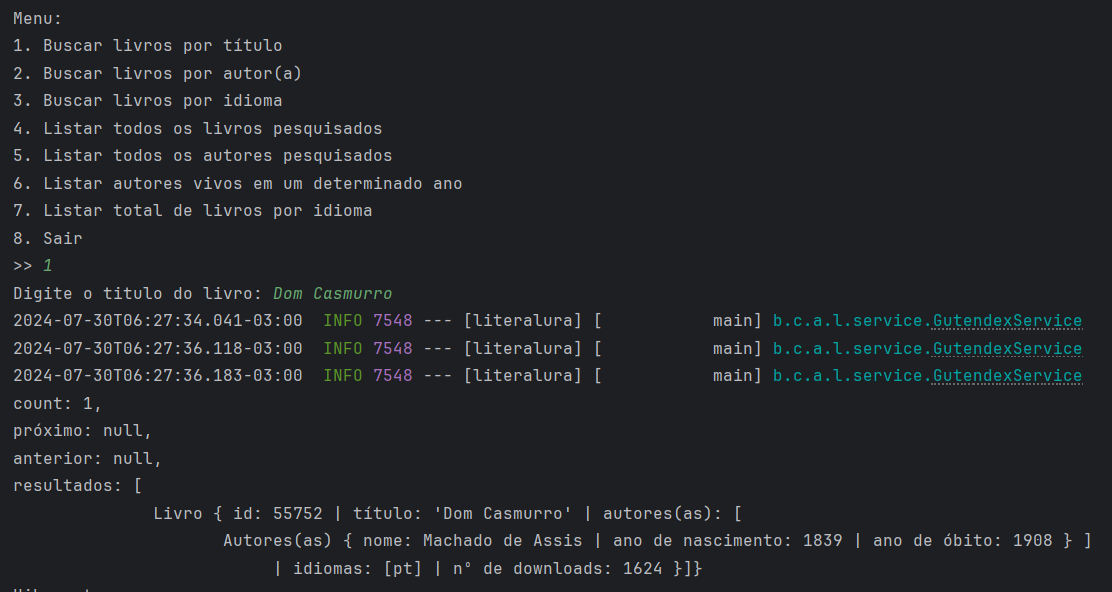 Menu:
1. Buscar livros por título
2. Buscar livros por autor(a)
3. Buscar livros por idioma
4. Listar todos os livros pesquisados
5. Listar todos os autores pesquisados
6. Listar autores vivos em um determinado ano
7. Listar total de livros por idioma
8. Sair
>> 1
Digite o titulo do livro: Dom Casmurro
2024-07-30T06:27:34.041-03:00  INFO 7548 --- [literalura] [           main] b.c.a.l.service.GutendexService
2024-07-30T06:27:36.118-03:00  INFO 7548 --- [literalura] [           main] b.c.a.l.service.GutendexService
2024-07-30T06:27:36.183-03:00  INFO 7548 --- [literalura] [           main] b.c.a.l.service.GutendexService
count: 1,
próximo: null,
anterior: null,
resultados: [
Livro { id: 55752 | título: 'Dom Casmurro' | autores(as): [
Autores(as) { nome: Machado de Assis | ano de nascimento: 1839 | ano de óbito: 1908 } ]
| idiomas: [pt] | nº de downloads: 1624 }]}